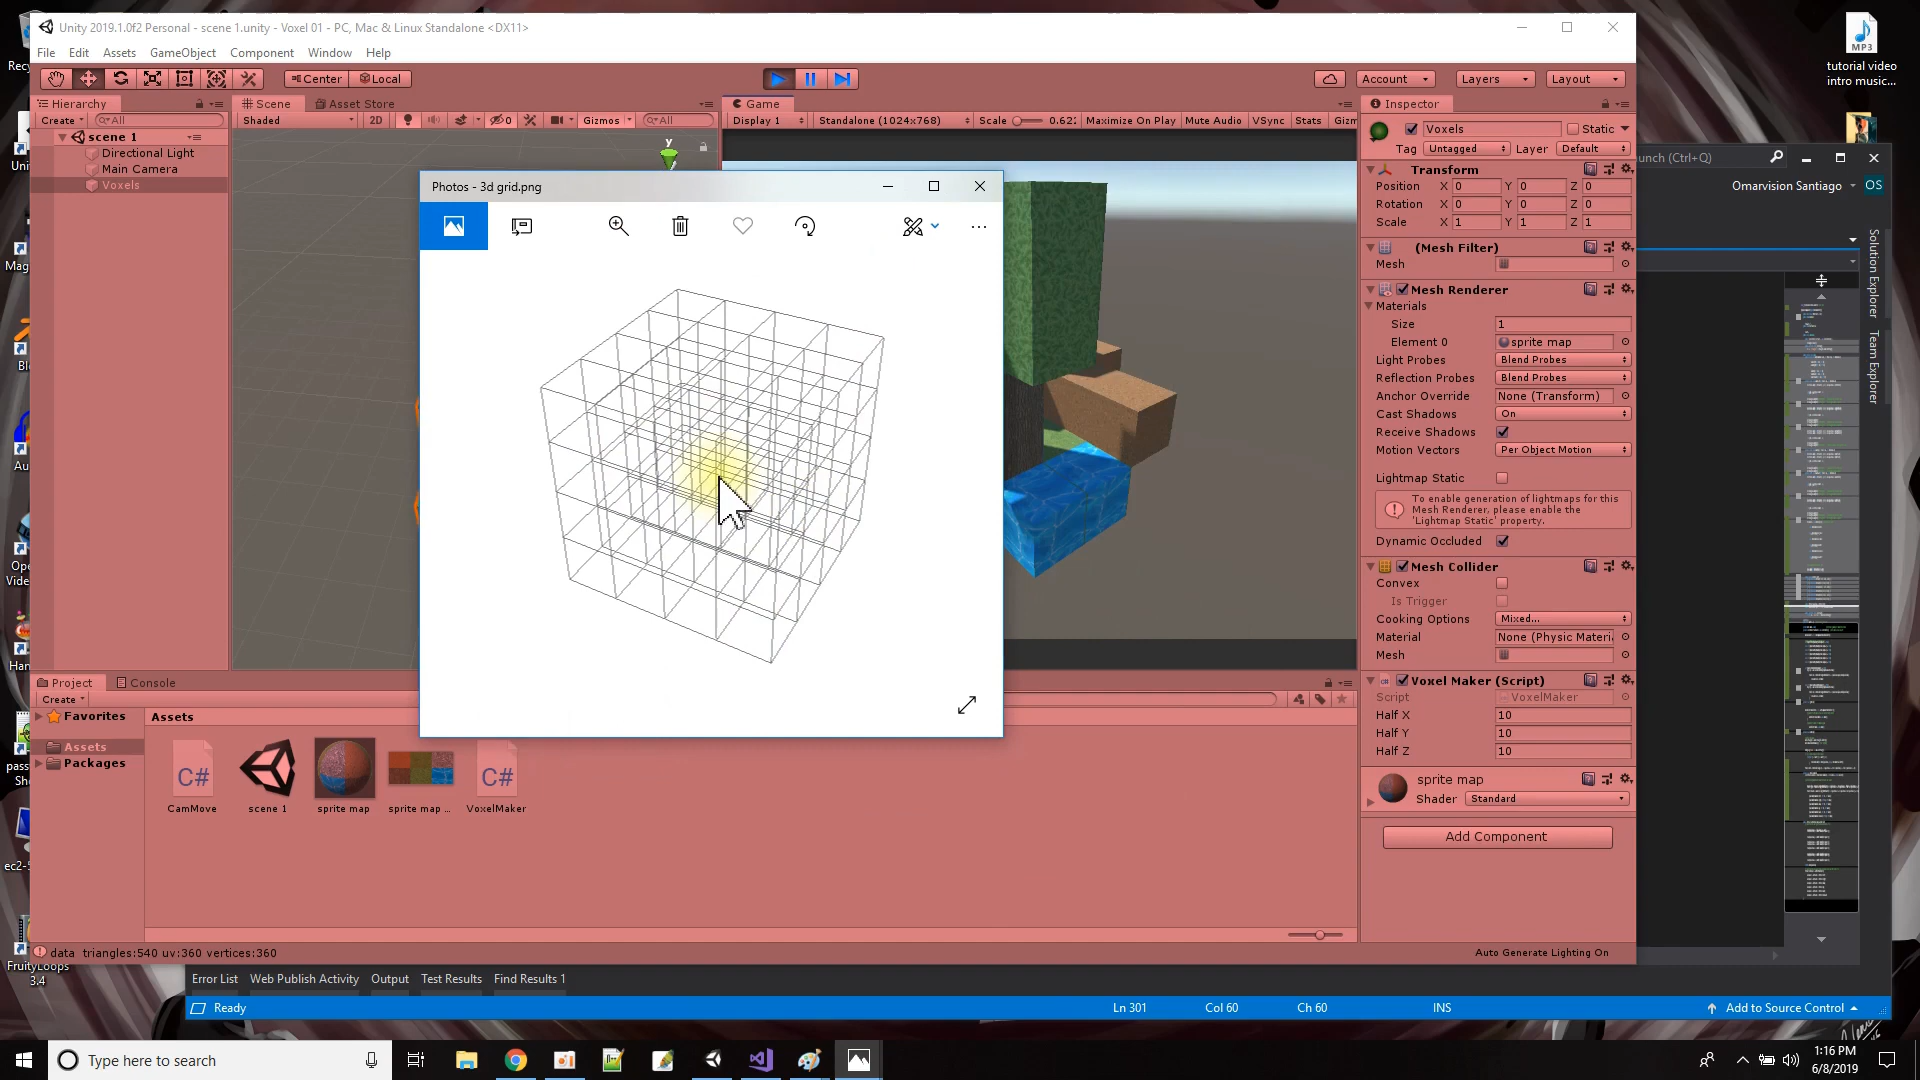 Unity 2019.1.0f2 Personal - scene 1.unity - Voxel 01 - PC, Mac & Linux Standalone <DX11>
File Edit Assets GameObject Component Window Help
Center Local
Account Layers Layout
MP3
tutorial video
intro music...
Hierarchy
Create All
scene 1
Directional Light
Main Camera
Voxels
Scene Asset Store
Shaded 2D 0 Gizmos All
y
Game
Display 1 Standalone (1024x768) Scale 0.62 Maximize On Play Mute Audio VSync Stats
Photos - 3d grid.png
Inspector
Voxels Static
Tag Untagged Layer Default
Transform
Position X 0 Y 0 Z 0
Rotation X 0 Y 0 Z 0
Scale X 1 Y 1 Z 1
(Mesh Filter)
Mesh
Mesh Renderer
Materials
Size 1
Element 0 sprite map
Light Probes Blend Probes
Reflection Probes Blend Probes
Anchor Override None (Transform)
Cast Shadows On
Receive Shadows
Motion Vectors Per Object Motion
Lightmap Static
To enable generation of lightmaps for this
Mesh Renderer, please enable the
'Lightmap Static' property.
Dynamic Occluded
Mesh Collider
Convex
Is Trigger
Cooking Options Mixed...
Material None (Physic Materi
Mesh
Voxel Maker (Script)
Script VoxelMaker
Half X 10
Half Y 10
Half Z 10
sprite map
Shader Standard
Add Component
Auto Generate Lighting On
unch (Ctrl+Q)
Omarvision Santiago OS
Solution Explorer
Team Explorer
Project Console
Create
Favorites
Assets
Packages
Assets
C# C#
CamMove scene 1 sprite map sprite map ... VoxelMaker
data triangles:540 uv:360 vertices:360
FruityLoops
3.4
Error List Web Publish Activity Output Test Results Find Results 1
Ready Ln 301 Col 60 Ch 60 INS Add to Source Control
Type here to search
1:16 PM
6/8/2019